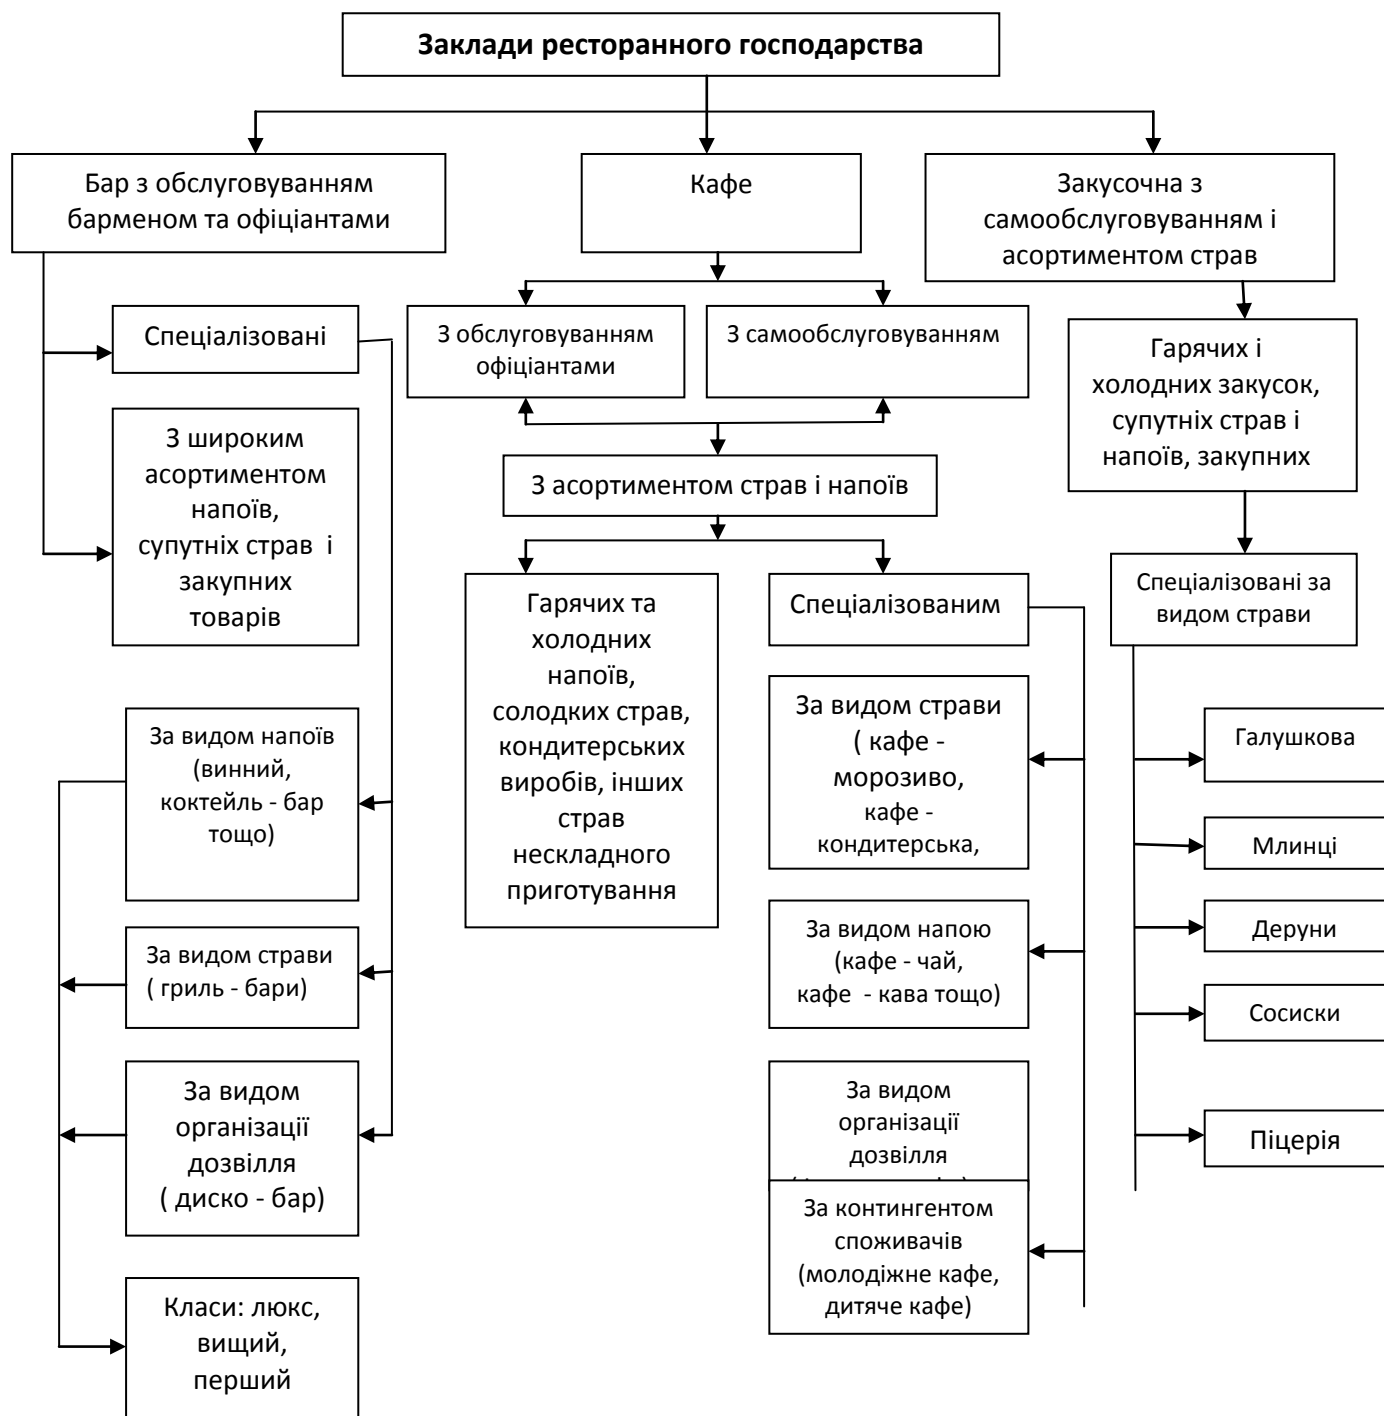 Заклади ресторанного господарства
Бар з обслуговуванням
барменом та офіціантами
Кафе
Закусочна з
самообслуговуванням і
асортиментом страв
Спеціалізовані
З обслуговуванням
офіціантами
З самообслуговуванням
Гарячих і
холодних закусок,
супутніх страв і
напоїв, закупних
З широким
асортиментом
напоїв,
супутніх страв і
закупних
товарів
З асортиментом страв і напоїв
Гарячих та
холодних
напоїв,
солодких страв,
кондитерських
виробів, інших
страв
нескладного
приготування
Спеціалізованим
Спеціалізовані за
видом страви
За видом напоїв
(винний,
коктейль - бар
тощо)
За видом страви
( кафе -
морозиво,
кафе -
кондитерська,
Галушкова
Млинці
За видом страви
( гриль - бари)
За видом напою
(кафе - чай,
кафе - кава тощо)
Деруни
Сосиски
За видом
організації
дозвілля
( диско - бар)
За видом
організації
дозвілля
Піцерія
За контингентом
споживачів
(молодіжне кафе,
дитяче кафе)
Класи: люкс,
вищий,
перший